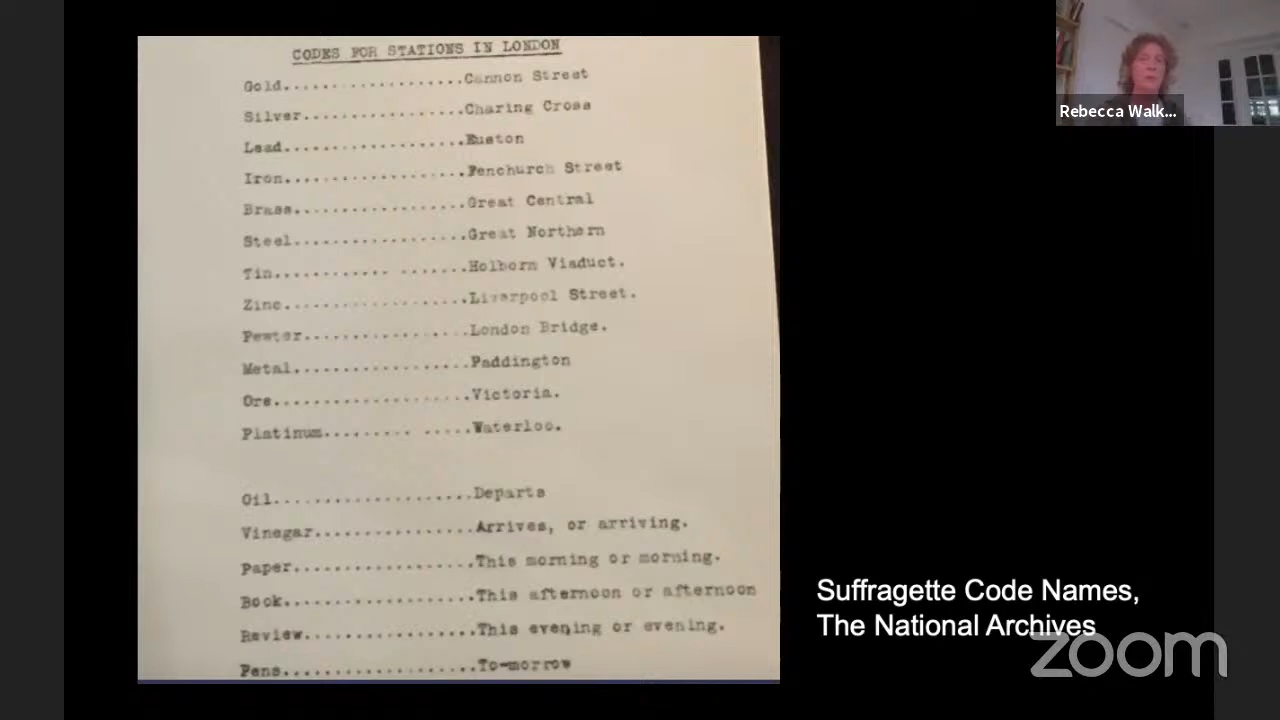 CODES FOR STATIONS IN LONDON
Gold...................Cannon Street
Silver.................Charing Cross
Lead...................Euston
Iron...................Fenchurch Street
Brass..................Great Central
Steel..................Great Northern
Tin............ .......Holborn Viaduct.
Zinc...................Liverpool Street.
Pewter.................London Bridge.
Metal..................Paddington
Ore....................Victoria.
Platinum......... .....Waterloo.
Oil....................Departs
Vinegar................Arrives, or arriving.
Paper..................This morning or morning.
Book...................This afternoon or afternoon
Review.................This evening or evening.
Pens...................To-morrow
Rebecca Walk...
Suffragette Code Names,
The National Archives
zoom